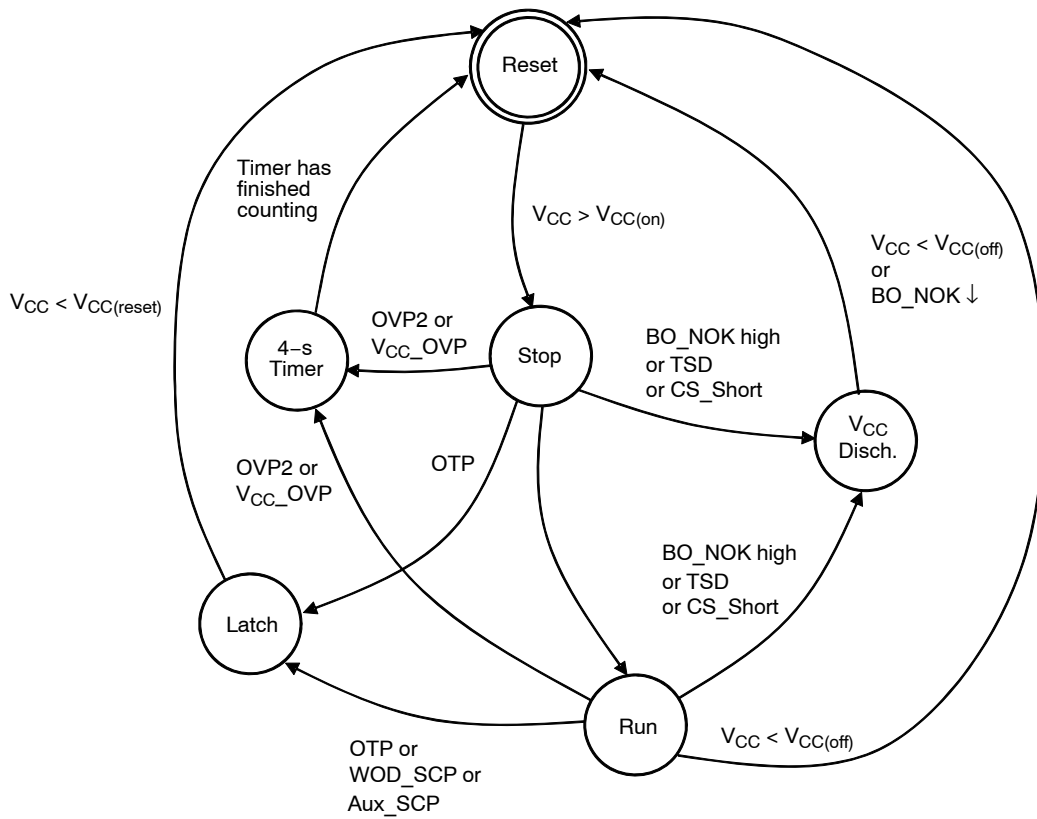 Reset
Timer has
finished
counting
V_CC > V_CC(on)
V_CC < V_CC(off)
or
BO_NOK ↓
V_CC < V_CC(reset)
OVP2 or
V_CC_OVP
4–s
Timer
Stop
BO_NOK high
or TSD
or CS_Short
V_CC
Disch.
OVP2 or
V_CC_OVP
OTP
BO_NOK high
or TSD
or CS_Short
Latch
Run
V_CC < V_CC(off)
OTP or
WOD_SCP or
Aux_SCP